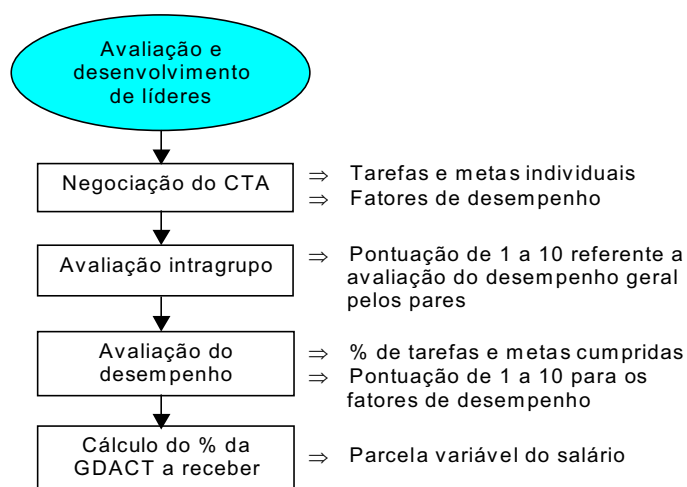 Avaliação e
desenvolvimento
de líderes
Negociação do CTA
⇒ Tarefas e metas individuais
⇒ Fatores de desempenho
Avaliação intragrupo
⇒ Pontuação de 1 a 10 referente a
avaliação do desempenho geral
pelos pares
Avaliação do
desempenho
⇒ % de tarefas e metas cumpridas
⇒ Pontuação de 1 a 10 para os
fatores de desempenho
Cálculo do % da
GDACT a receber
⇒ Parcela variável do salário